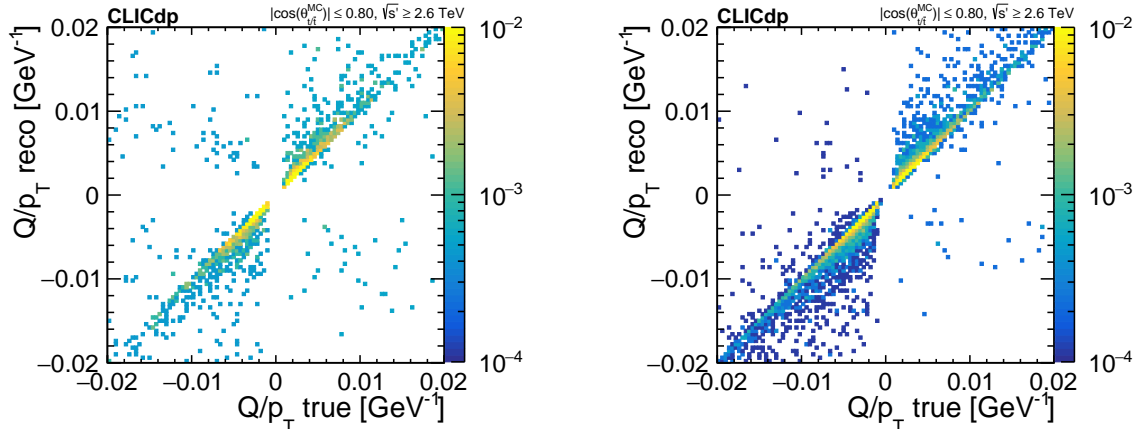 CLICdp |cos(θ_{t/t̄}^{MC})| ≤ 0.80, √s' ≥ 2.6 TeV
Q/p_T reco [GeV⁻¹]
0.02
0.01
0
−0.01
−0.02
−0.02 −0.01 0 0.01 0.02
Q/p_T true [GeV⁻¹]
10⁻²
10⁻³
10⁻⁴
CLICdp |cos(θ_{t/t̄}^{MC})| ≤ 0.80, √s' ≥ 2.6 TeV
Q/p_T reco [GeV⁻¹]
0.02
0.01
0
−0.01
−0.02
−0.02 −0.01 0 0.01 0.02
Q/p_T true [GeV⁻¹]
10⁻²
10⁻³
10⁻⁴